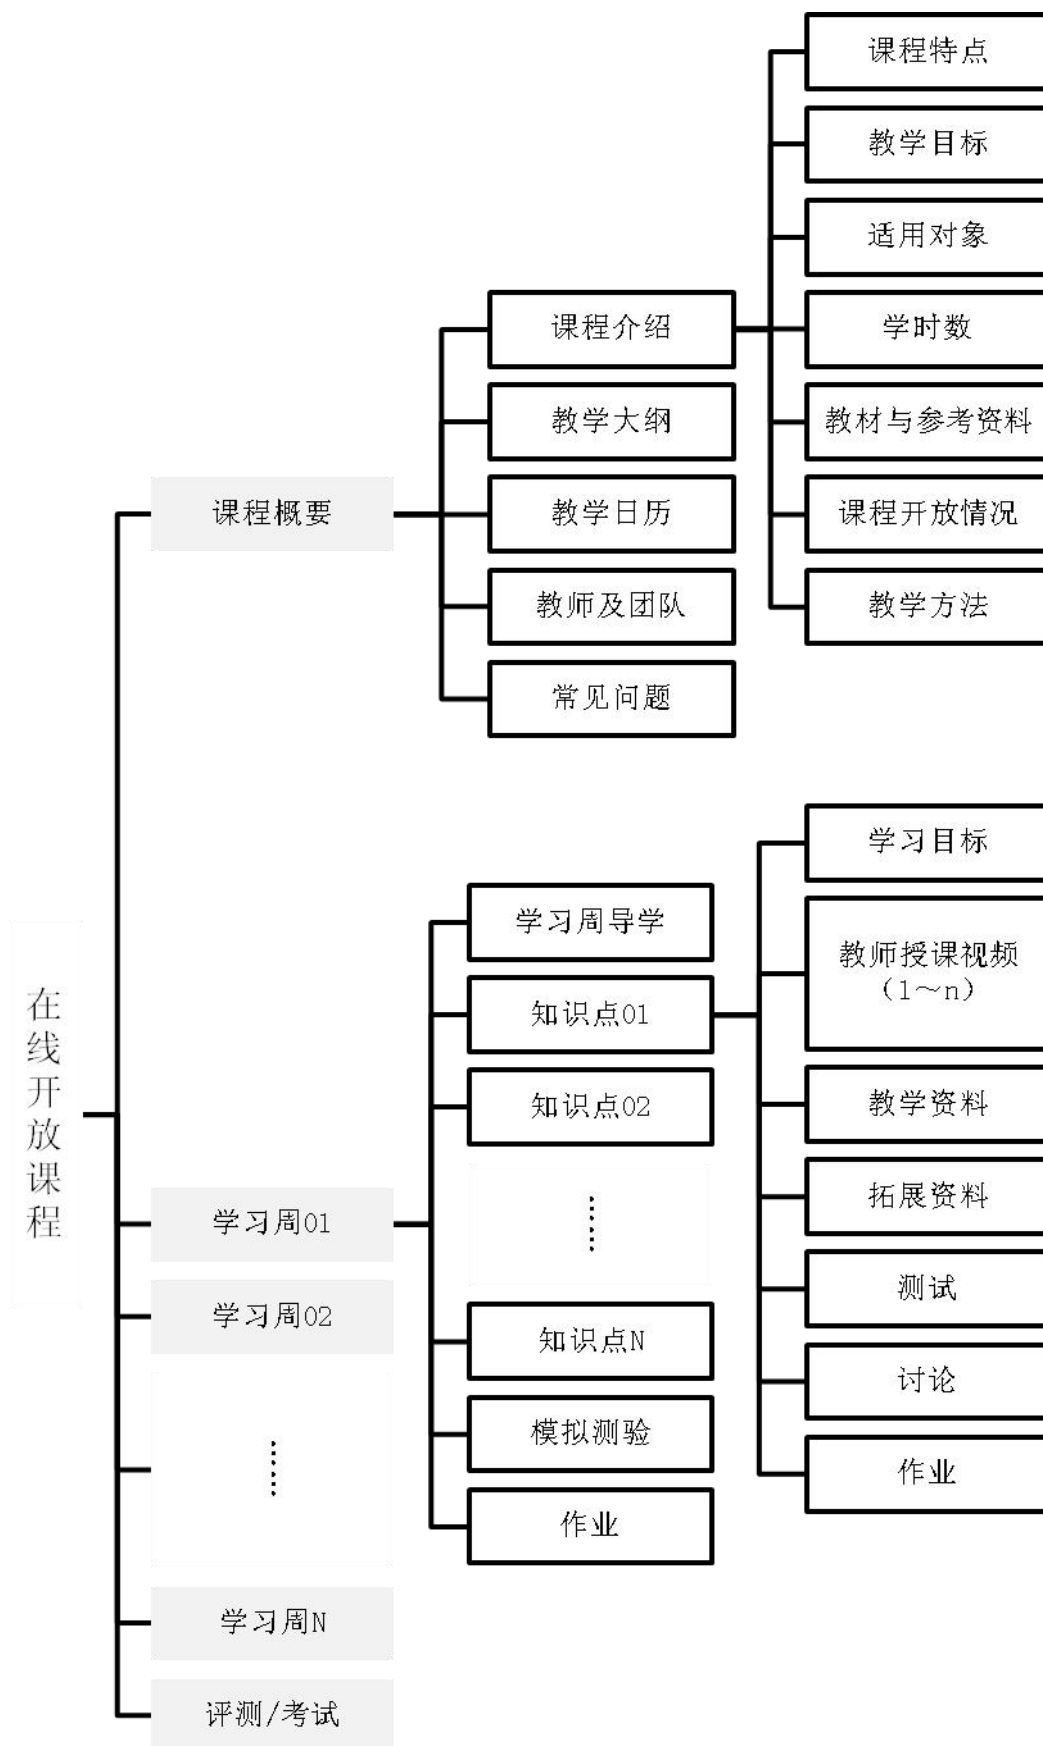 在线开放课程
课程概要
课程介绍
课程特点
教学目标
适用对象
学时数
教材与参考资料
课程开放情况
教学方法
教学大纲
教学日历
教师及团队
常见问题
学习周01
学习周导学
知识点01
学习目标
教师授课视频
（1～n）
教学资料
拓展资料
测试
讨论
作业
知识点02
……
知识点N
模拟测验
作业
学习周02
……
学习周N
评测/考试